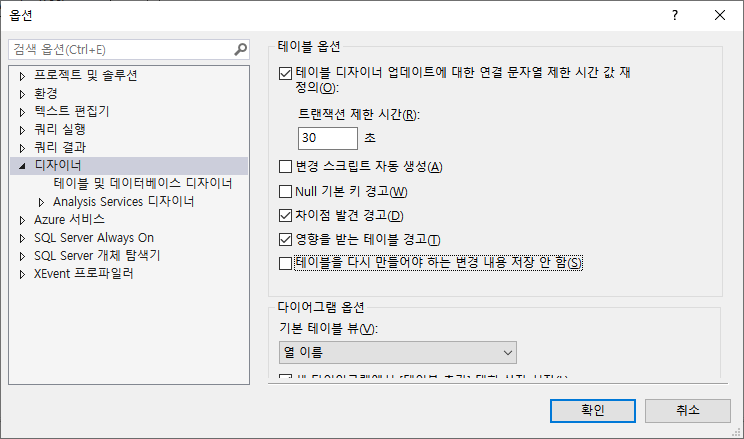 옵션
검색 옵션(Ctrl+E)
프로젝트 및 솔루션
환경
텍스트 편집기
쿼리 실행
쿼리 결과
디자이너
테이블 및 데이터베이스 디자이너
Analysis Services 디자이너
Azure 서비스
SQL Server Always On
SQL Server 개체 탐색기
XEvent 프로파일러
테이블 옵션
테이블 디자이너 업데이트에 대한 연결 문자열 제한 시간 값 재
정의(O):
트랜잭션 제한 시간(R):
30 초
변경 스크립트 자동 생성(A)
Null 기본 키 경고(W)
차이점 발견 경고(D)
영향을 받는 테이블 경고(T)
테이블을 다시 만들어야 하는 변경 내용 저장 안 함(S)
다이어그램 옵션
기본 테이블 뷰(V):
열 이름
확인
취소